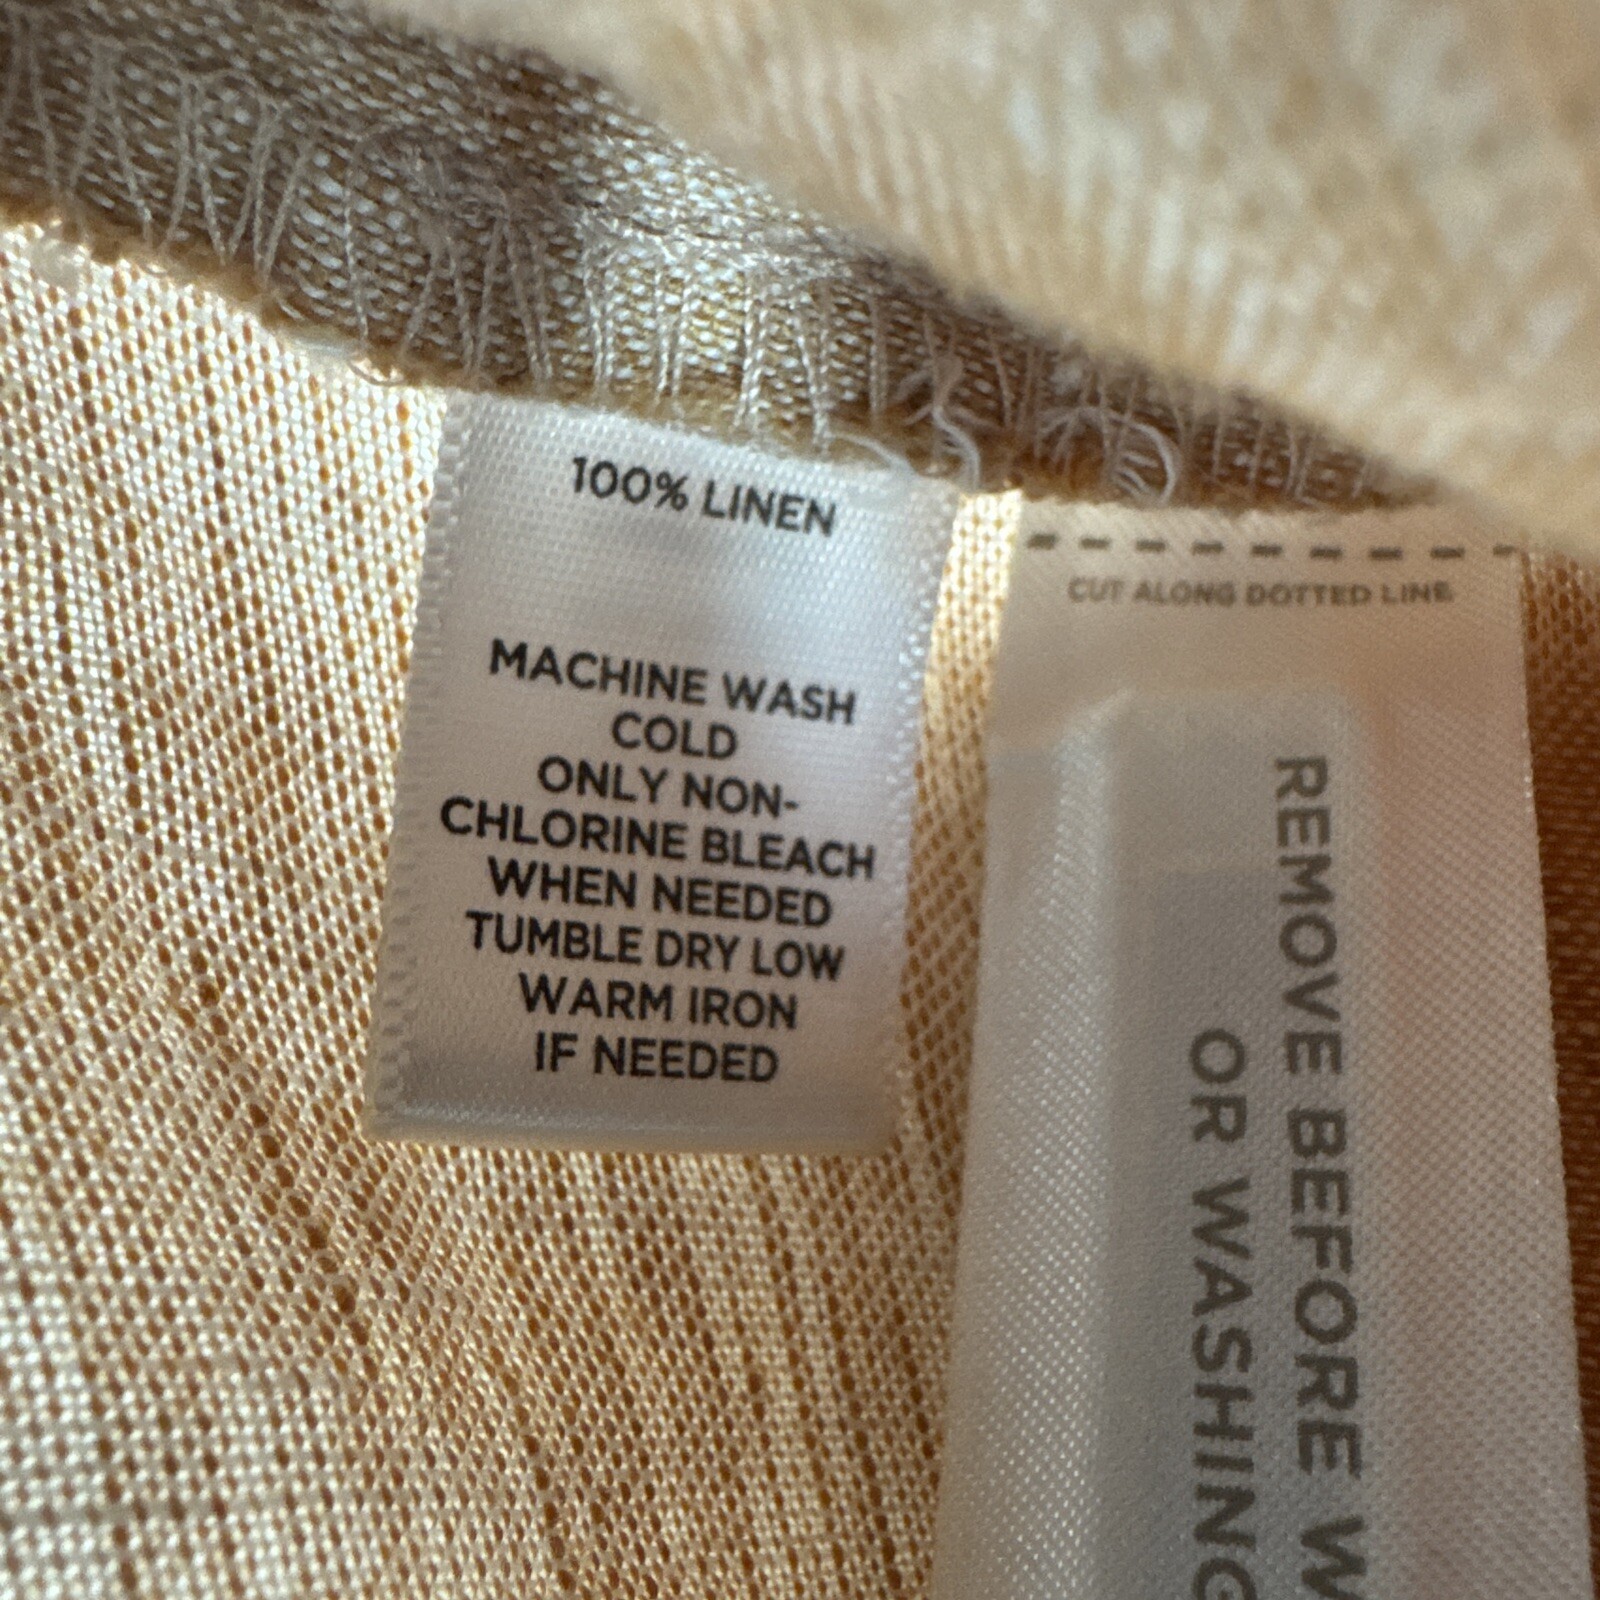 100% LINEN
MACHINE WASH
COLD
ONLY NON-
CHLORINE BLEACH
WHEN NEEDED
TUMBLE DRY LOW
WARM IRON
IF NEEDED
CUT ALONG DOTTED LINE
REMOVE BEFORE
OR WASHING